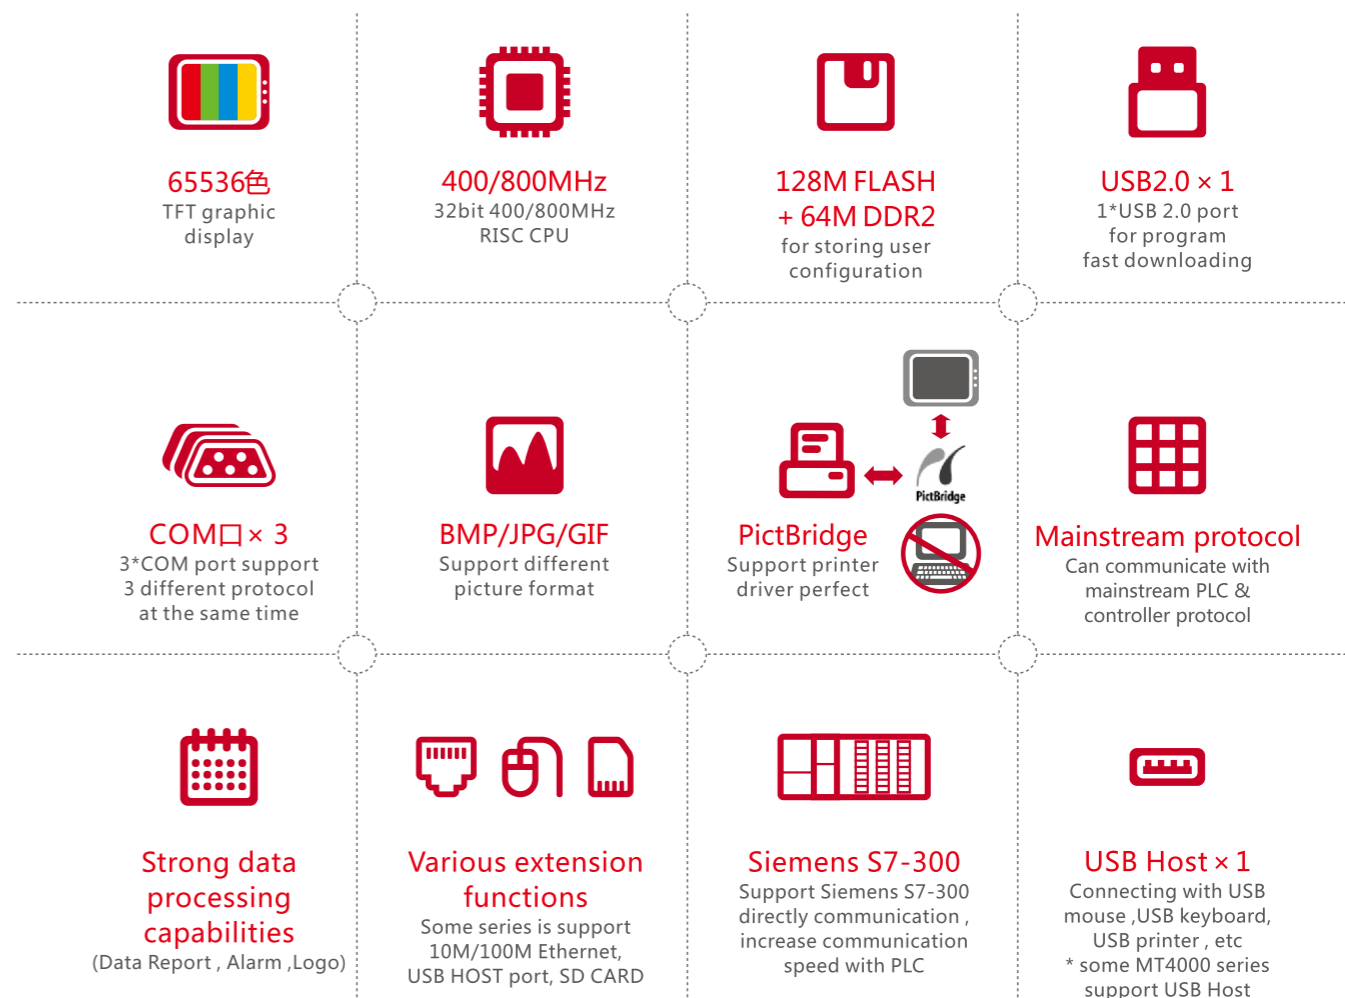 65536色
TFT graphic
display
400/800MHz
32bit 400/800MHz
RISC CPU
128M FLASH
+ 64M DDR2
for storing user
configuration
USB2.0 × 1
1*USB 2.0 port
for program
fast downloading
COM口× 3
3*COM port support
3 different protocol
at the same time
BMP/JPG/GIF
Support different
picture format
PictBridge
PictBridge
Support printer
driver perfect
Mainstream protocol
Can communicate with
mainstream PLC &
controller protocol
Strong data
processing
capabilities
(Data Report , Alarm ,Logo)
Various extension
functions
Some series is support
10M/100M Ethernet,
USB HOST port, SD CARD
Siemens S7-300
Support Siemens S7-300
directly communication ,
increase communication
speed with PLC
USB Host × 1
Connecting with USB
mouse ,USB keyboard,
USB printer , etc
* some MT4000 series
support USB Host